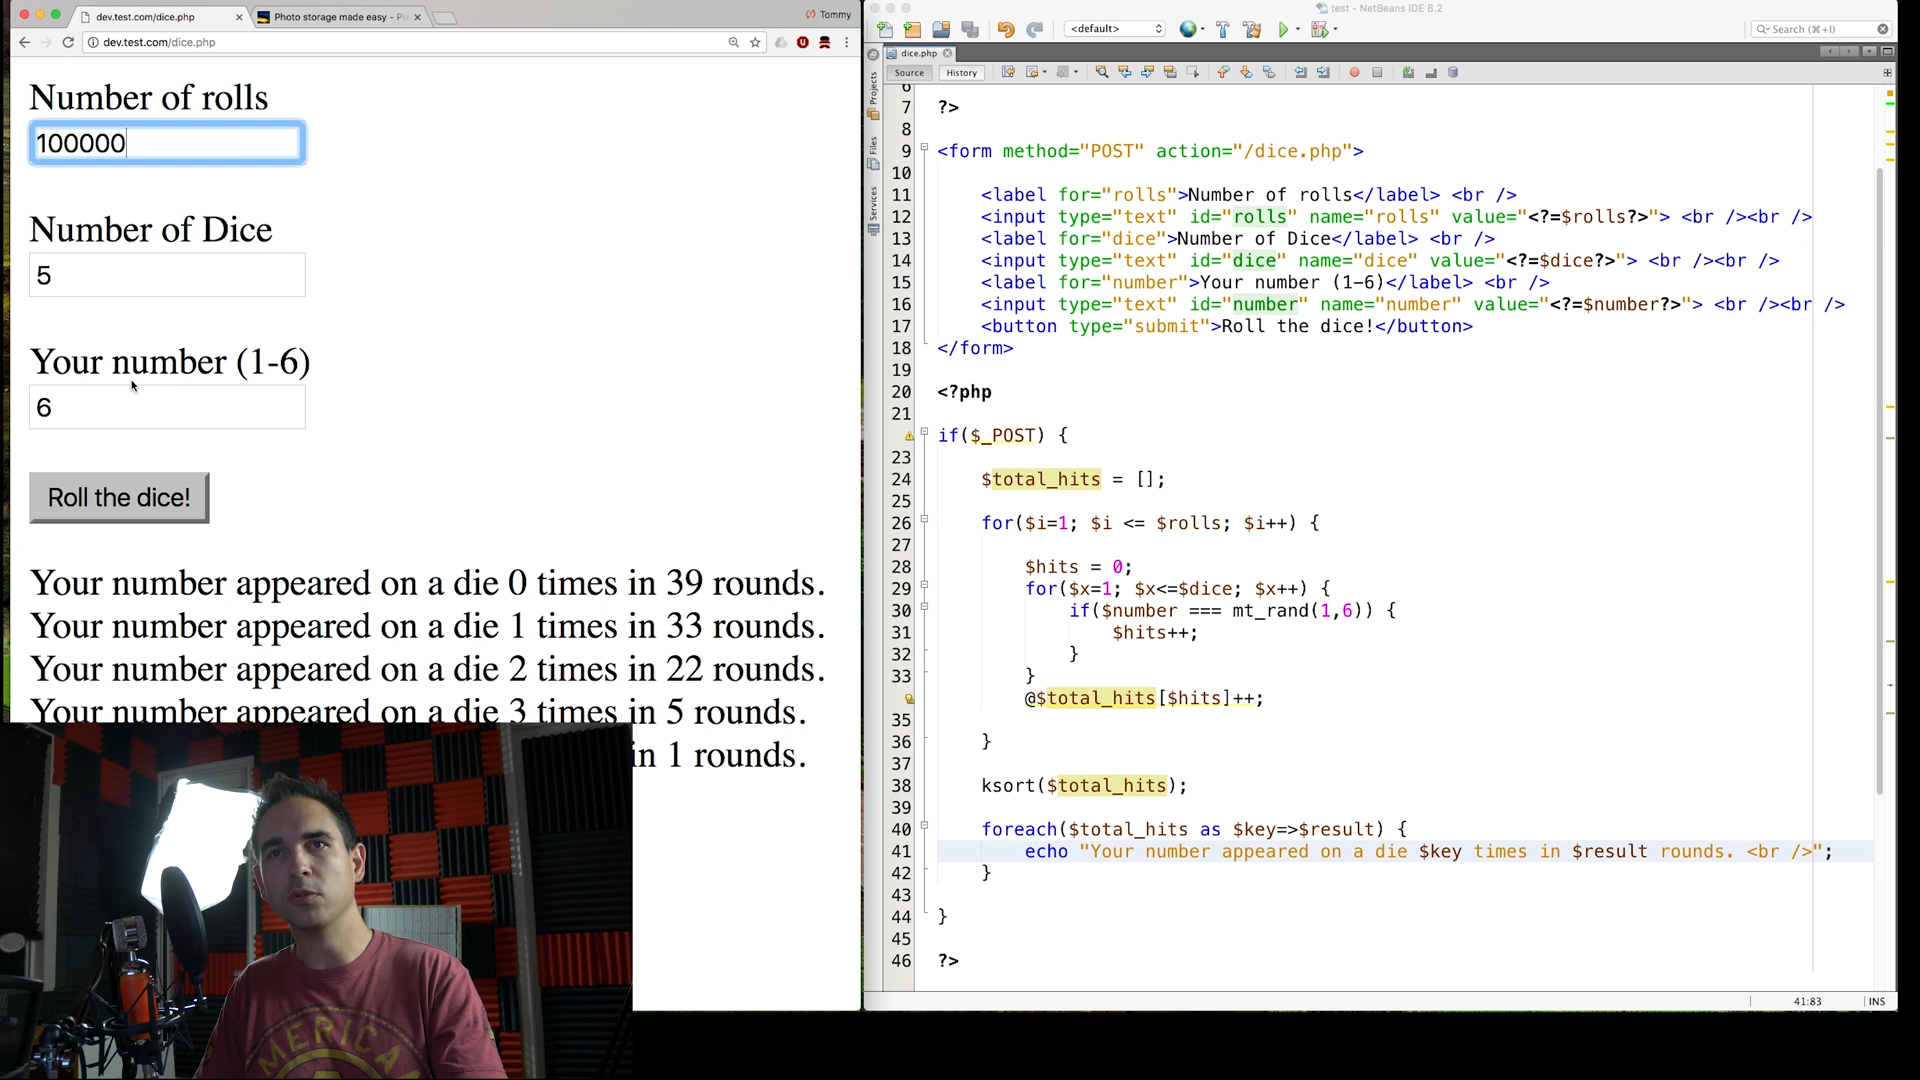 dev.test.com/dice.php
Photo storage made easy - Pi
Tommy
dev.test.com/dice.php
Number of rolls
100000
Number of Dice
5
Your number (1-6)
6
Roll the dice!
Your number appeared on a die 0 times in 39 rounds.
Your number appeared on a die 1 times in 33 rounds.
Your number appeared on a die 2 times in 22 rounds.
Your number appeared on a die 3 times in 5 rounds.
in 1 rounds.
MERICA
test - NetBeans IDE 8.2
<default>
Search (⌘+I)
dice.php
Source
History
Projects
Files
Services
6
7 ?>
8
9 <form method="POST" action="/dice.php">
10
11 <label for="rolls">Number of rolls</label> <br />
12 <input type="text" id="rolls" name="rolls" value="<?=$rolls?>"> <br /><br />
13 <label for="dice">Number of Dice</label> <br />
14 <input type="text" id="dice" name="dice" value="<?=$dice?>"> <br /><br />
15 <label for="number">Your number (1-6)</label> <br />
16 <input type="text" id="number" name="number" value="<?=$number?>"> <br /><br />
17 <button type="submit">Roll the dice!</button>
18 </form>
19
20 <?php
21
if($_POST) {
23
24 $total_hits = [];
25
26 for($i=1; $i <= $rolls; $i++) {
27
28 $hits = 0;
29 for($x=1; $x<=$dice; $x++) {
30 if($number === mt_rand(1,6)) {
31 $hits++;
32 }
33 }
@$total_hits[$hits]++;
35
36 }
37
38 ksort($total_hits);
39
40 foreach($total_hits as $key=>$result) {
41 echo "Your number appeared on a die $key times in $result rounds. <br />";
42 }
43
44 }
45
46 ?>
41:83
INS